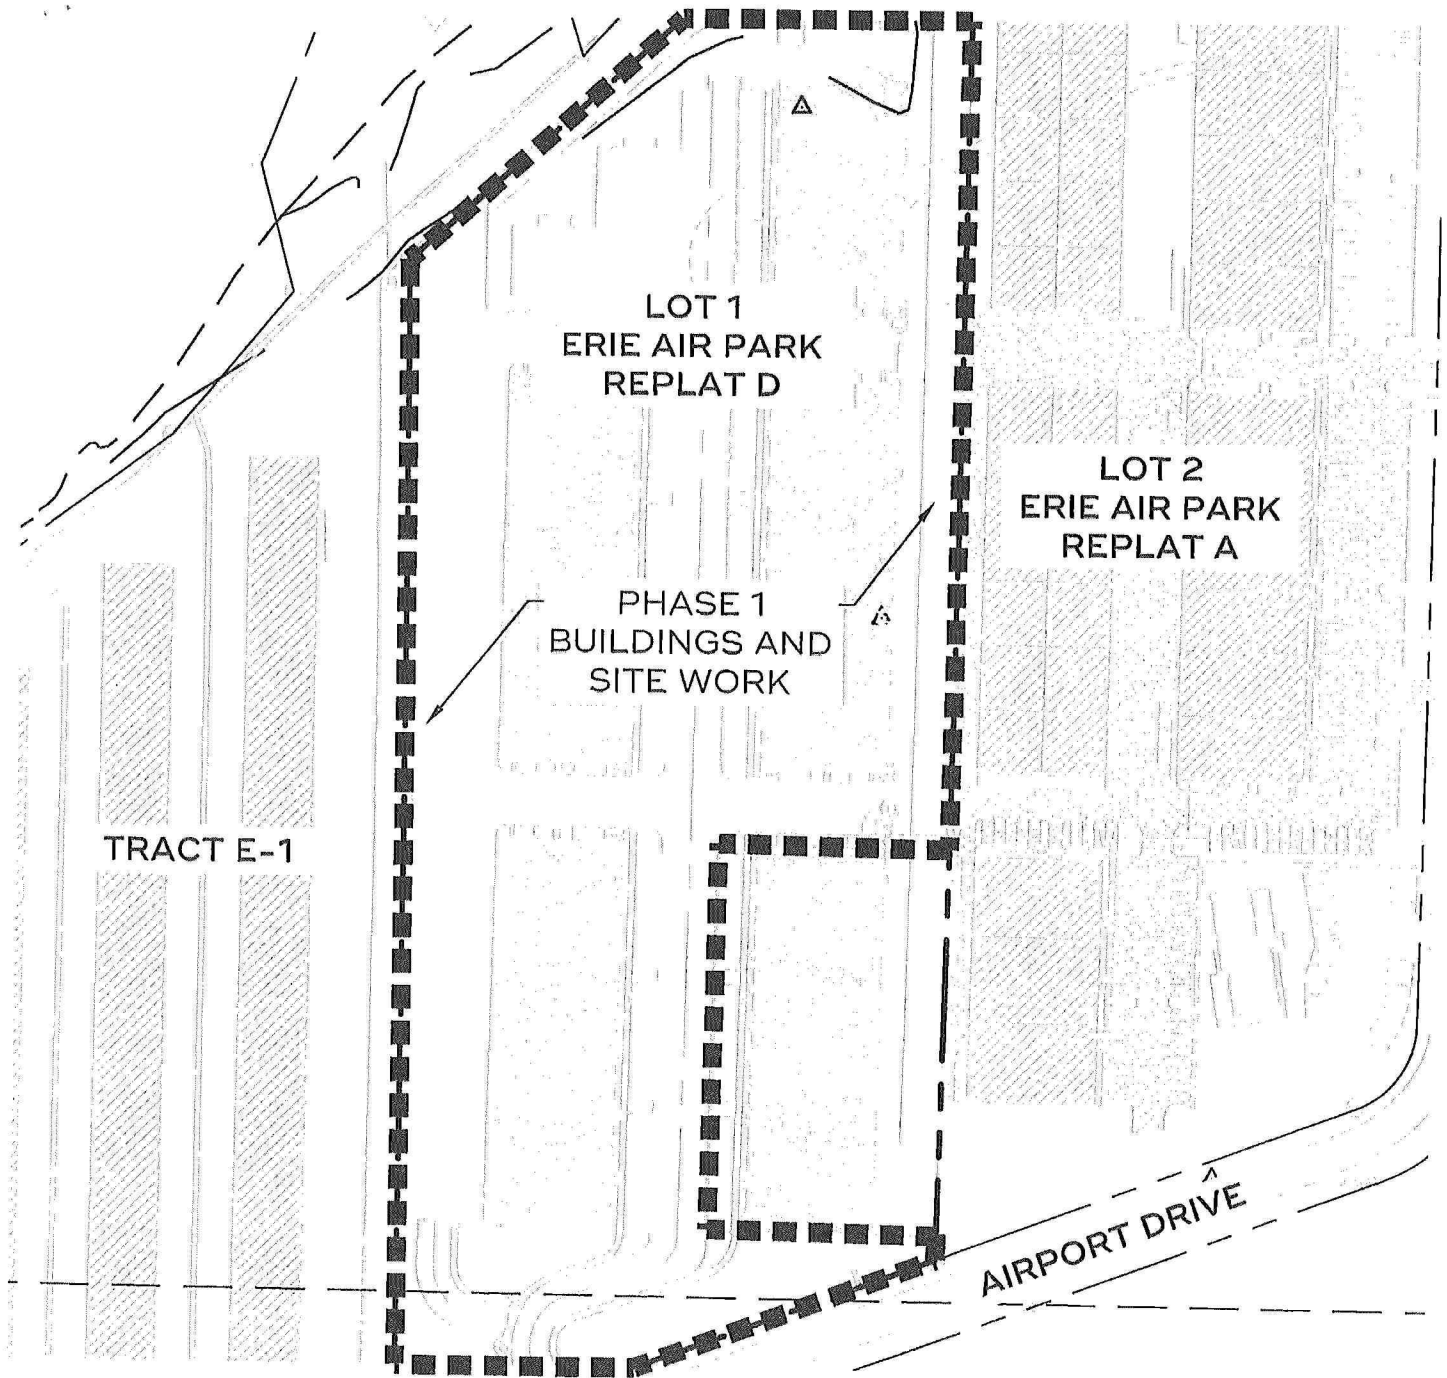 LOT 1
ERIE AIR PARK
REPLAT D
LOT 2
ERIE AIR PARK
REPLAT A
PHASE 1
BUILDINGS AND
SITE WORK
TRACT E-1
AIRPORT DRIVE